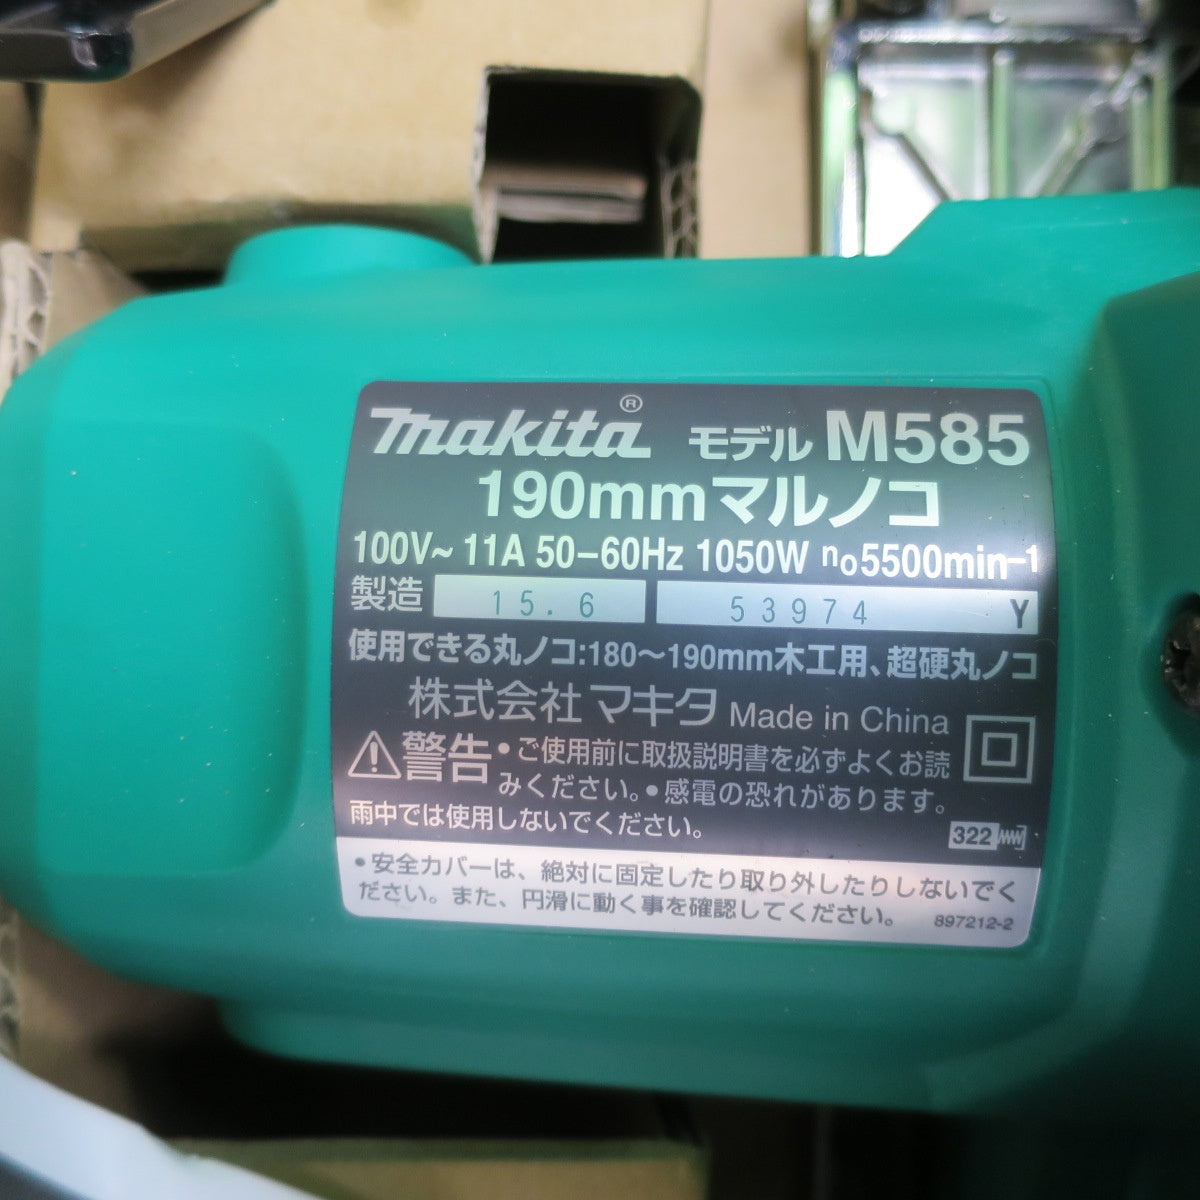 makita® モデル M585
190mmマルノコ
100V~ 11A 50-60Hz 1050W n₀5500min⁻¹
製造 15.6 53974 Y
使用できる丸ノコ:180~190mm木工用、超硬丸ノコ
株式会社 マキタ Made in China
⚠警告 •ご使用前に取扱説明書を必ずよくお読
みください。•感電の恐れがあります。
雨中では使用しないでください。
322
•安全カバーは、絶対に固定したり取り外したりしないでく
ださい。また、円滑に動く事を確認してください。 897212-2